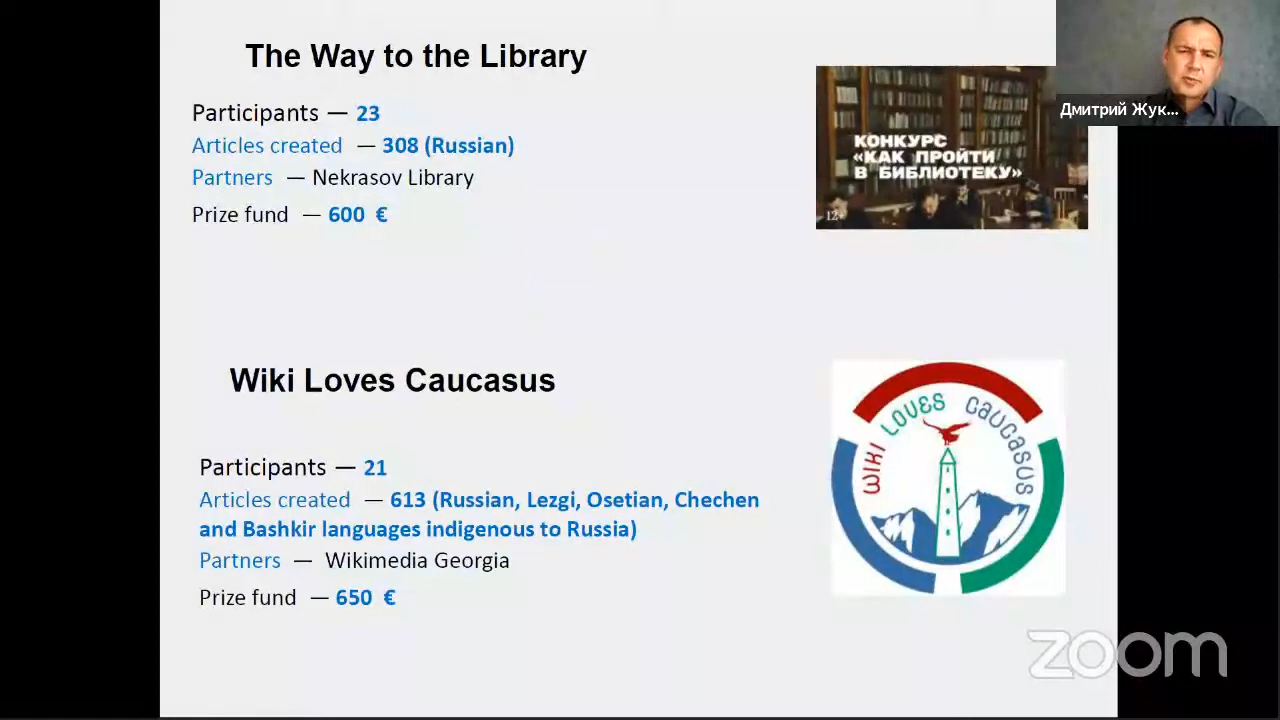 The Way to the Library
Participants — 23
Articles created — 308 (Russian)
Partners — Nekrasov Library
Prize fund — 600 €
КОНКУРС
«КАК ПРОЙТИ
В БИБЛИОТЕКУ»
12+
Дмитрий Жук...
Wiki Loves Caucasus
Participants — 21
Articles created — 613 (Russian, Lezgi, Osetian, Chechen
and Bashkir languages indigenous to Russia)
Partners — Wikimedia Georgia
Prize fund — 650 €
WIKI LOVES CAUCASUS
zoom